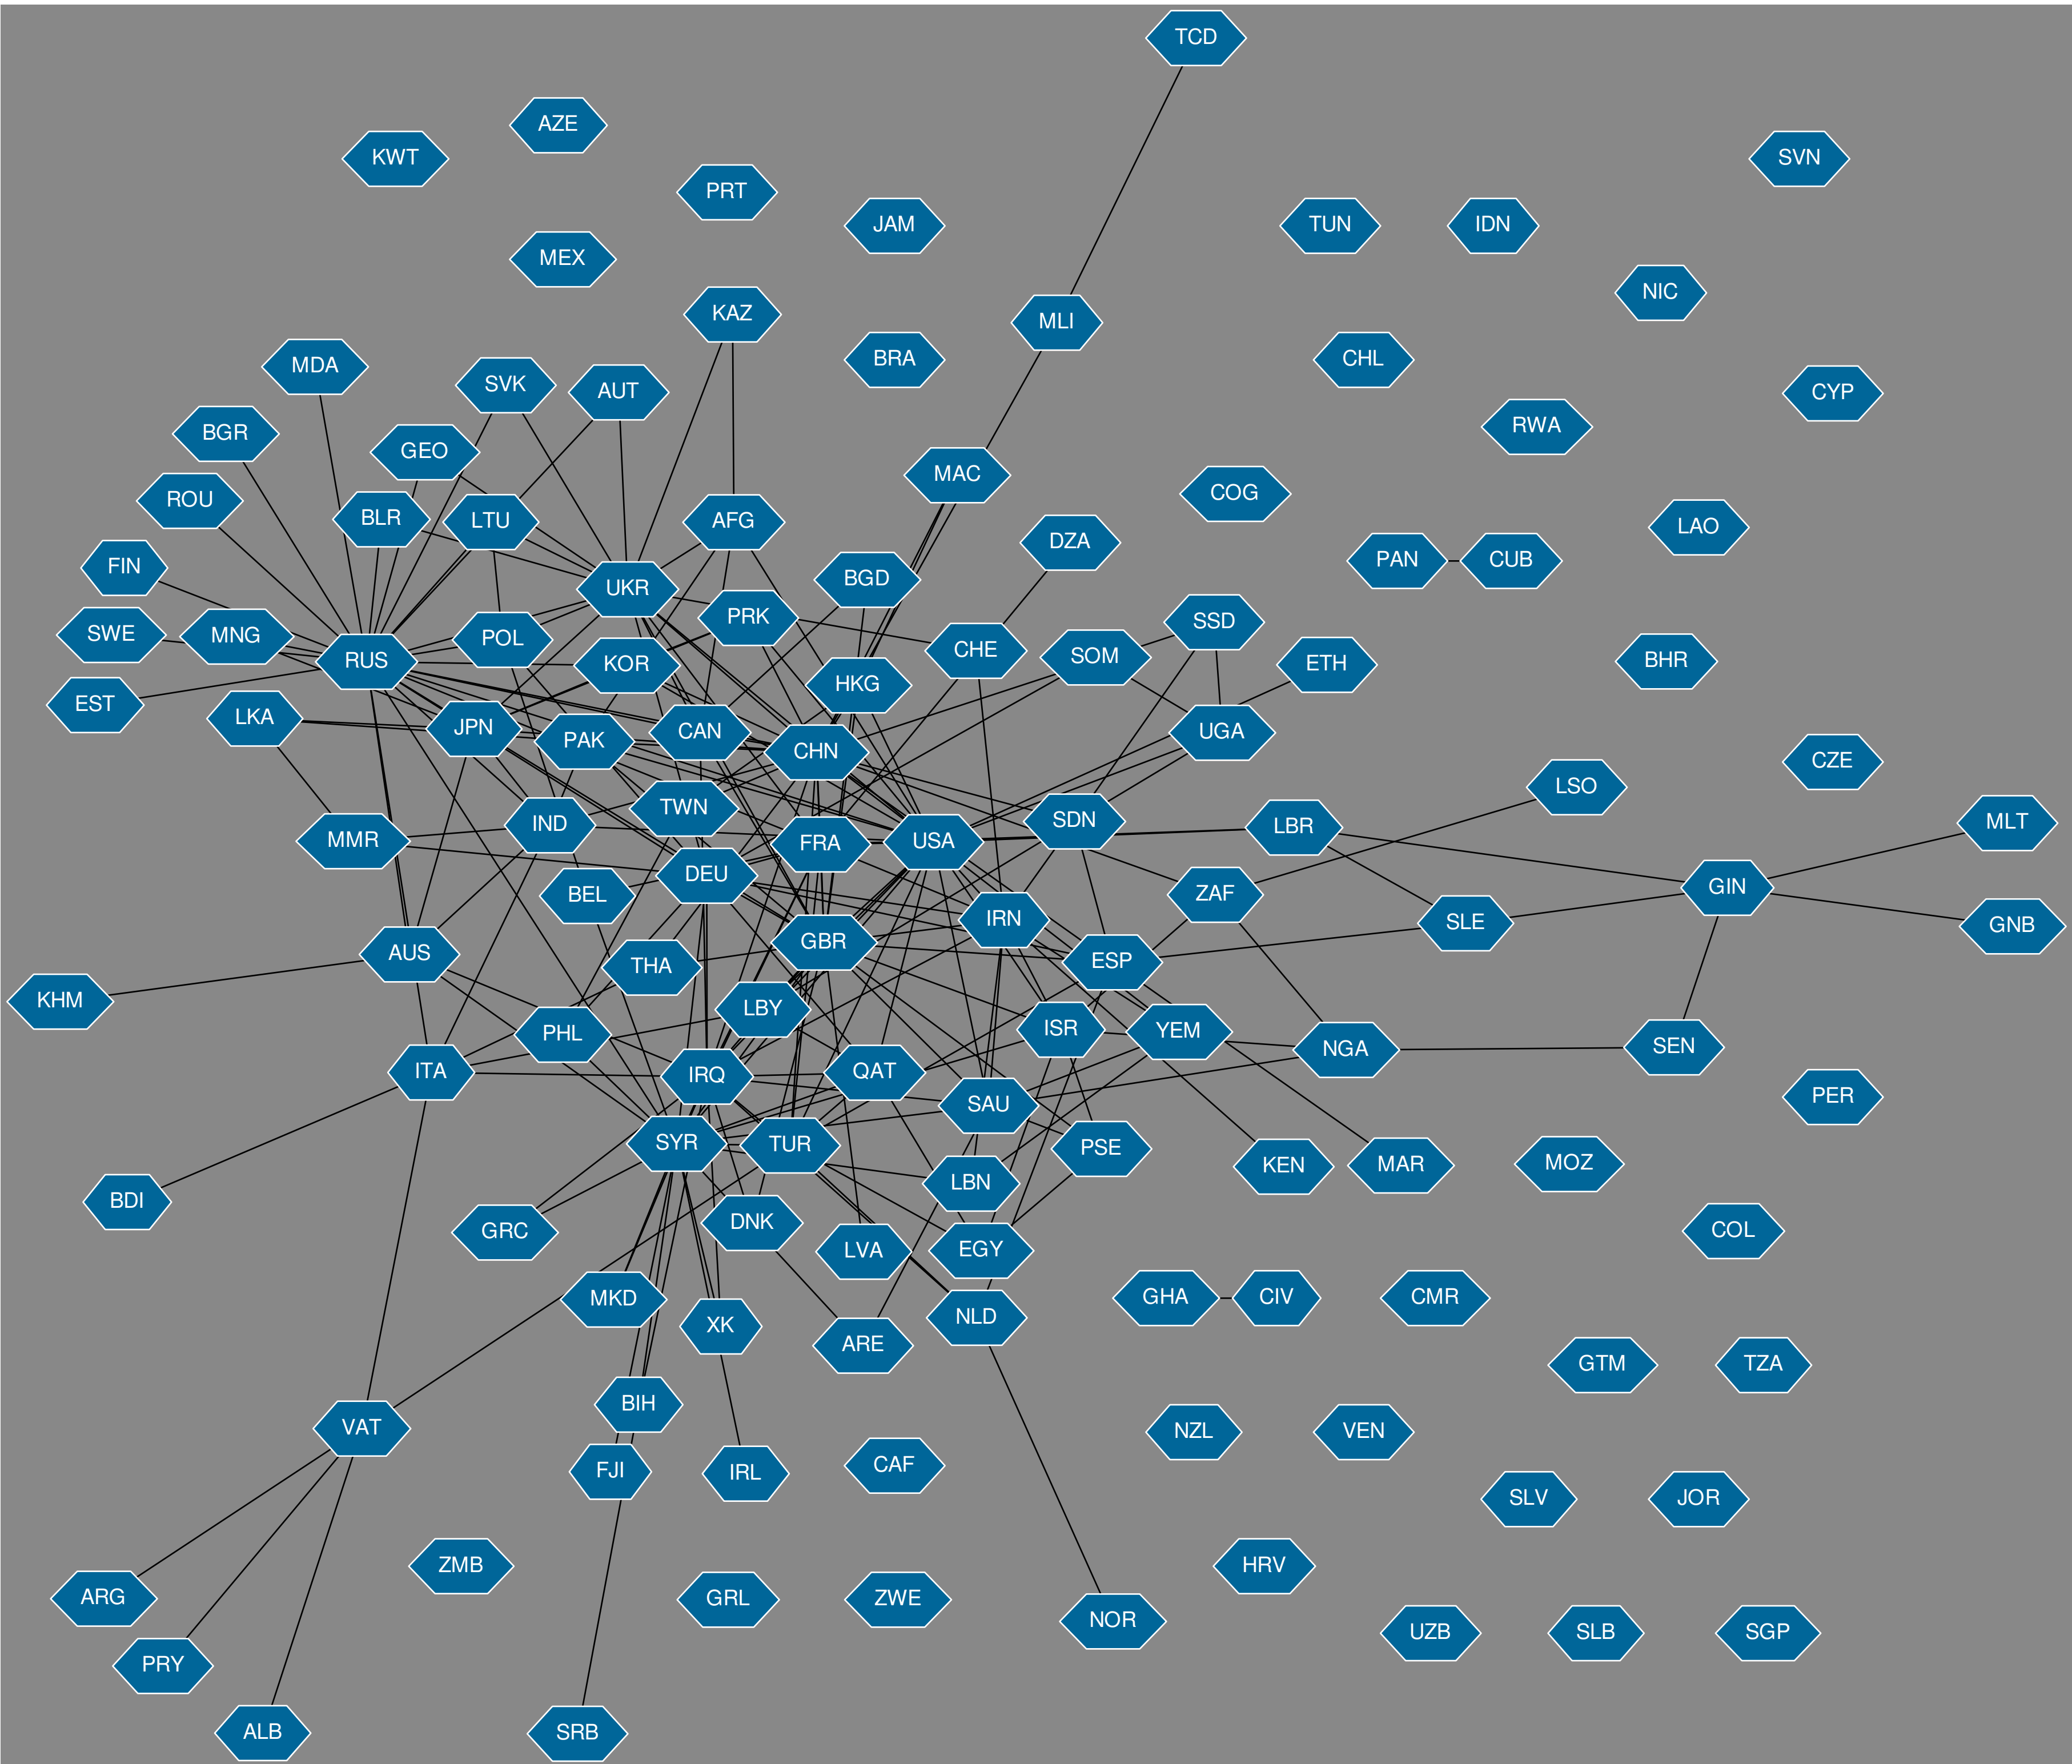 TCD
AZE
KWT
SVN
PRT
JAM
TUN
IDN
MEX
NIC
KAZ
MLI
BRA
CHL
MDA
SVK
AUT
CYP
BGR
RWA
GEO
MAC
ROU
COG
BLR
LTU
AFG
LAO
DZA
FIN
PAN
CUB
BGD
UKR
PRK
SSD
SWE
MNG
POL
CHE
SOM
RUS
KOR
ETH
BHR
HKG
EST
LKA
JPN
PAK
CAN
UGA
CHN
CZE
LSO
TWN
IND
SDN
LBR
MLT
MMR
FRA
USA
DEU
GIN
BEL
ZAF
IRN
SLE
GNB
GBR
AUS
THA
ESP
KHM
LBY
PHL
ISR
YEM
NGA
SEN
ITA
IRQ
QAT
PER
SAU
SYR
TUR
PSE
KEN
MAR
MOZ
LBN
BDI
GRC
DNK
COL
LVA
EGY
MKD
GHA
CIV
CMR
XK
NLD
ARE
GTM
TZA
BIH
VAT
NZL
VEN
FJI
IRL
CAF
SLV
JOR
ZMB
HRV
ARG
GRL
ZWE
NOR
UZB
SLB
SGP
PRY
ALB
SRB